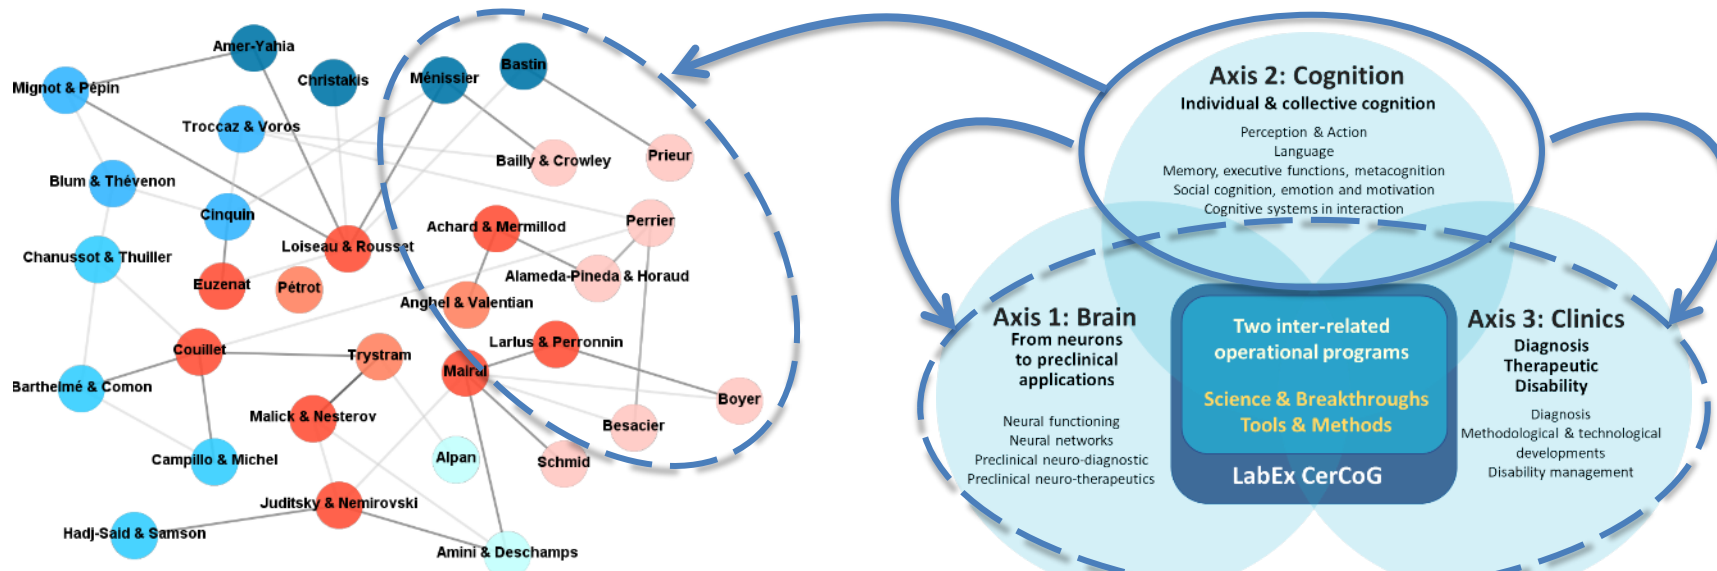 Amer-Yahia
Christakis
Ménissier
Bastin
Mignot & Pépin
Troccaz & Voros
Bailly & Crowley
Prieur
Blum & Thévenon
Cinquin
Perrier
Achard & Mermillod
Loiseau & Rousset
Chanussot & Thuiller
Alameda-Pineda & Horaud
Euzenat
Pétrot
Anghel & Valentian
Larlus & Perronnin
Couillet
Trystram
Mairal
Barthelmé & Comon
Boyer
Malick & Nesterov
Besacier
Campillo & Michel
Alpan
Schmid
Juditsky & Nemirovski
Hadj-Said & Samson
Amini & Deschamps
Axis 2: Cognition
Individual & collective cognition
Perception & Action
Language
Memory, executive functions, metacognition
Social cognition, emotion and motivation
Cognitive systems in interaction
Axis 1: Brain
From neurons
to preclinical
applications
Neural functioning
Neural networks
Preclinical neuro-diagnostic
Preclinical neuro-therapeutics
Two inter-related
operational programs
Science & Breakthroughs
Tools & Methods
LabEx CerCoG
Axis 3: Clinics
Diagnosis
Therapeutic
Disability
Diagnosis
Methodological & technological
developments
Disability management